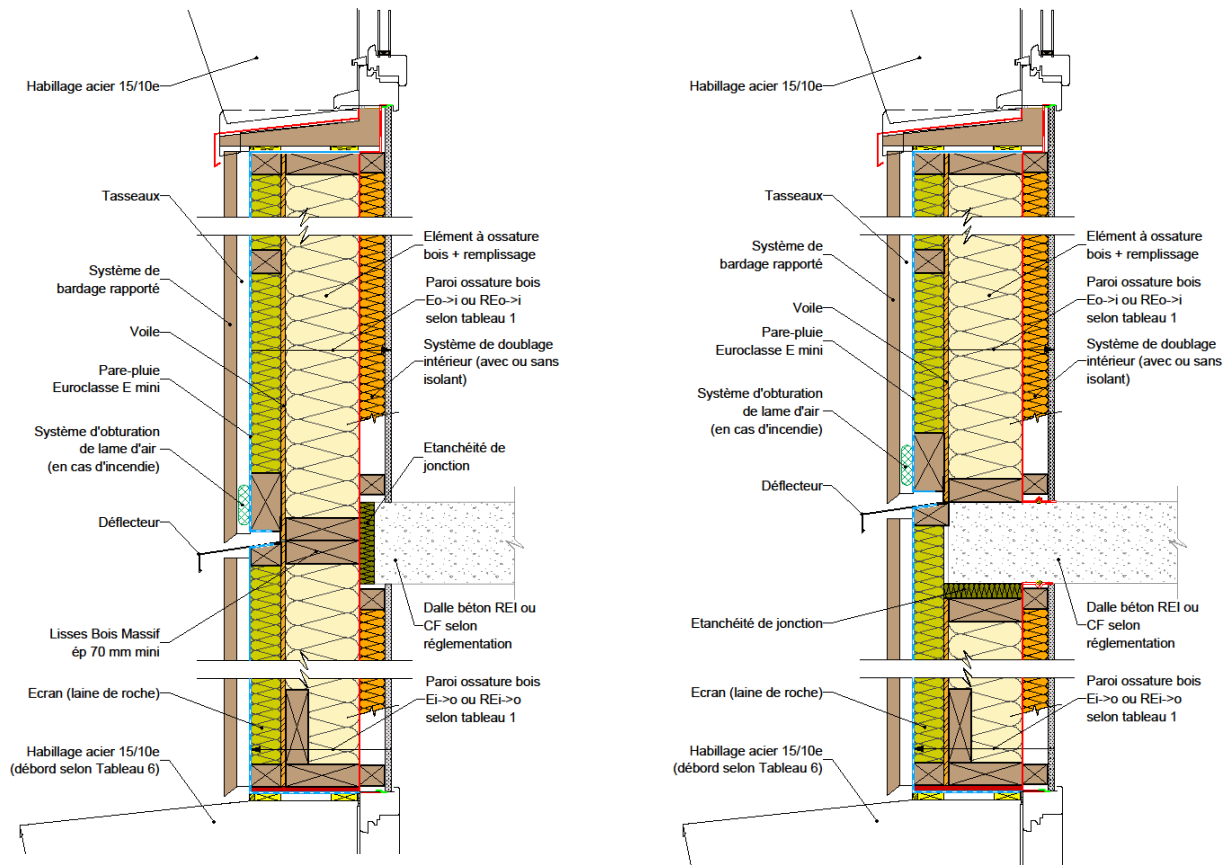 Habillage acier 15/10e
Tasseaux
Système de
bardage rapporté
Voile
Pare-pluie
Euroclasse E mini
Système d'obturation
de lame d'air
(en cas d'incendie)
Déflecteur
Lisses Bois Massif
ép 70 mm mini
Ecran (laine de roche)
Habillage acier 15/10e
(débord selon Tableau 6)
Elément à ossature
bois + remplissage
Paroi ossature bois
Eo->i ou REo->i
selon tableau 1
Système de doublage
intérieur (avec ou sans
isolant)
Etanchéité de
jonction
Dalle béton REI ou
CF selon
réglementation
Paroi ossature bois
Ei->o ou REi->o
selon tableau 1
Habillage acier 15/10e
Tasseaux
Système de
bardage rapporté
Voile
Pare-pluie
Euroclasse E mini
Système d'obturation
de lame d'air
(en cas d'incendie)
Déflecteur
Etanchéité de jonction
Ecran (laine de roche)
Habillage acier 15/10e
(débord selon Tableau 6)
Elément à ossature
bois + remplissage
Paroi ossature bois
Eo->i ou REo->i
selon tableau 1
Système de doublage
intérieur (avec ou sans
isolant)
Dalle béton REI ou
CF selon
réglementation
Paroi ossature bois
Ei->o ou REi->o
selon tableau 1